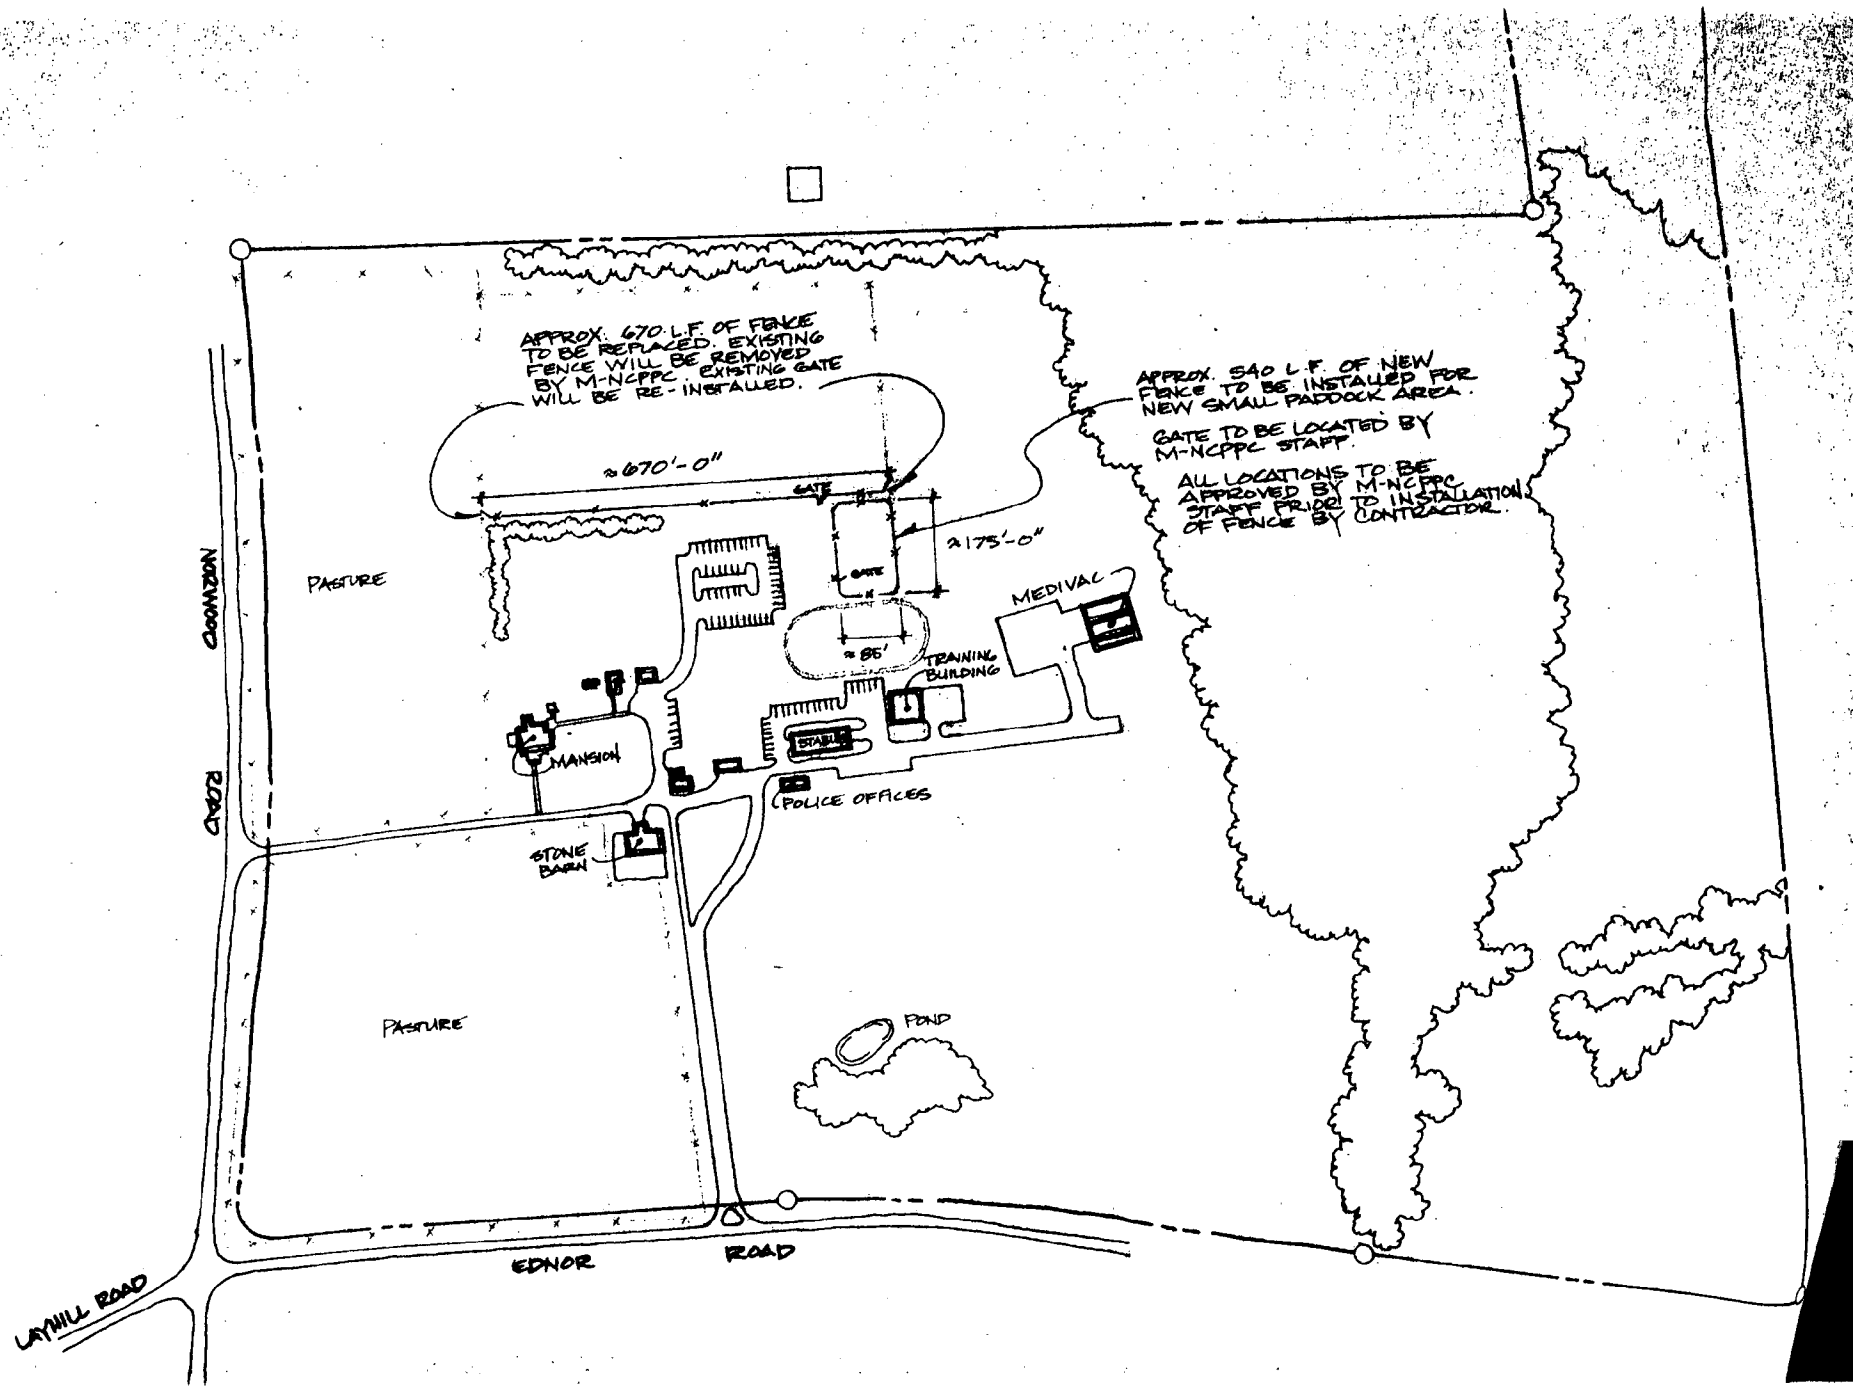 APPROX. 670 L.F. OF FENCE
TO BE REPLACED. EXISTING
FENCE WILL BE REMOVED
BY M-NCPPC. EXISTING GATE
WILL BE RE-INSTALLED.
APPROX. 540 L.F. OF NEW
FENCE TO BE INSTALLED FOR
NEW SMALL PADDOCK AREA.
GATE TO BE LOCATED BY
M-NCPPC STAFF.
ALL LOCATIONS TO BE
APPROVED BY M-NCPPC
STAFF PRIOR TO INSTALLATION
OF FENCE BY CONTRACTOR.
≈670'-0"
GATE
≈175'-0"
GATE
PASTURE
NORWOOD
ROAD
MEDIVAC
≈85'
TRAINING
BUILDING
STABLE
MANSION
POLICE OFFICES
STONE
BARN
PASTURE
POND
EDNOR
ROAD
LAYHILL ROAD